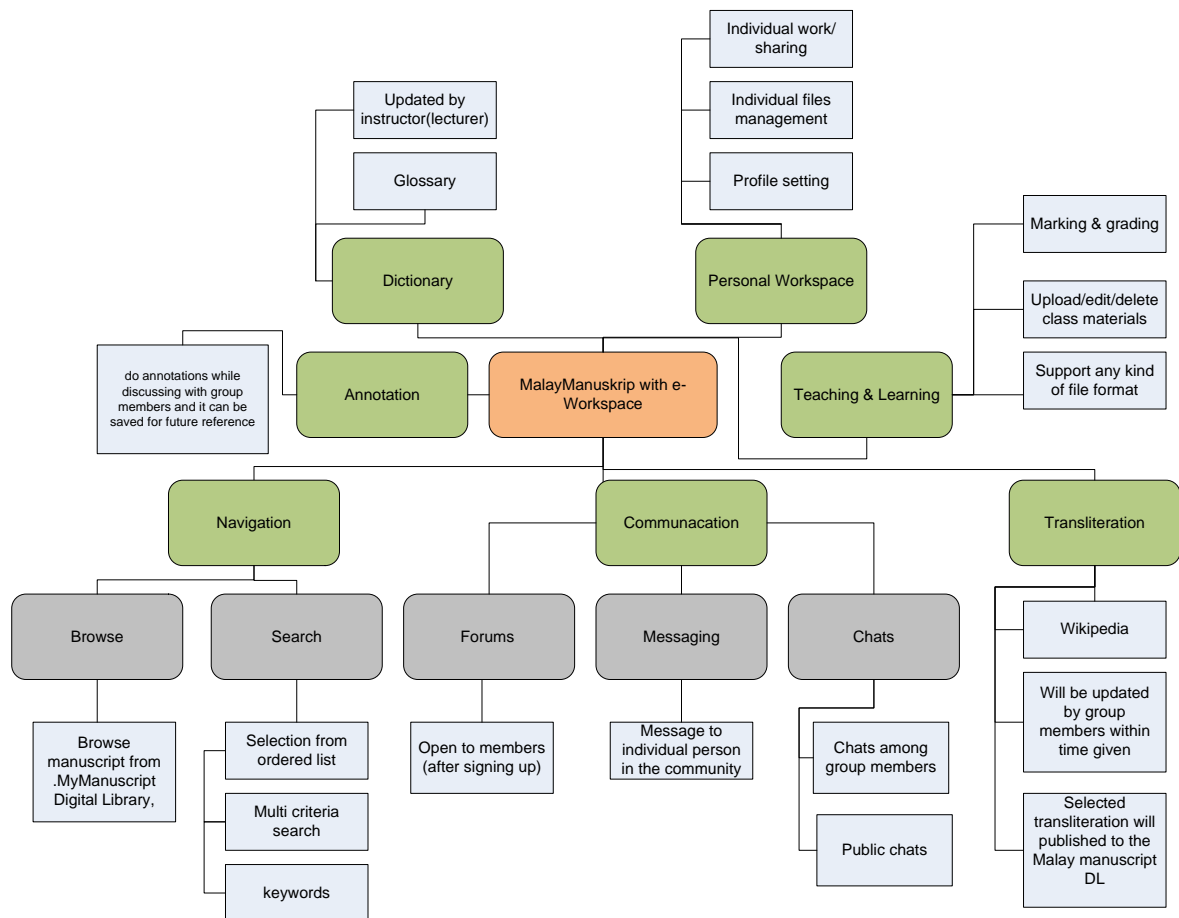 Individual work/
sharing
Updated by
instructor(lecturer)
Individual files
management
Glossary
Profile setting
Marking & grading
Dictionary
Personal Workspace
Upload/edit/delete
class materials
do annotations while
discussing with group
members and it can be
saved for future reference
Annotation
MalayManuskrip with e-
Workspace
Teaching & Learning
Support any kind
of file format
Navigation
Communacation
Transliteration
Browse
Search
Forums
Messaging
Chats
Wikipedia
Browse
manuscript from
.MyManuscript
Digital Library,
Selection from
ordered list
Multi criteria
search
keywords
Open to members
(after signing up)
Message to
individual person
in the community
Chats among
group members
Public chats
Will be updated
by group
members within
time given
Selected
transliteration will
published to the
Malay manuscript
DL